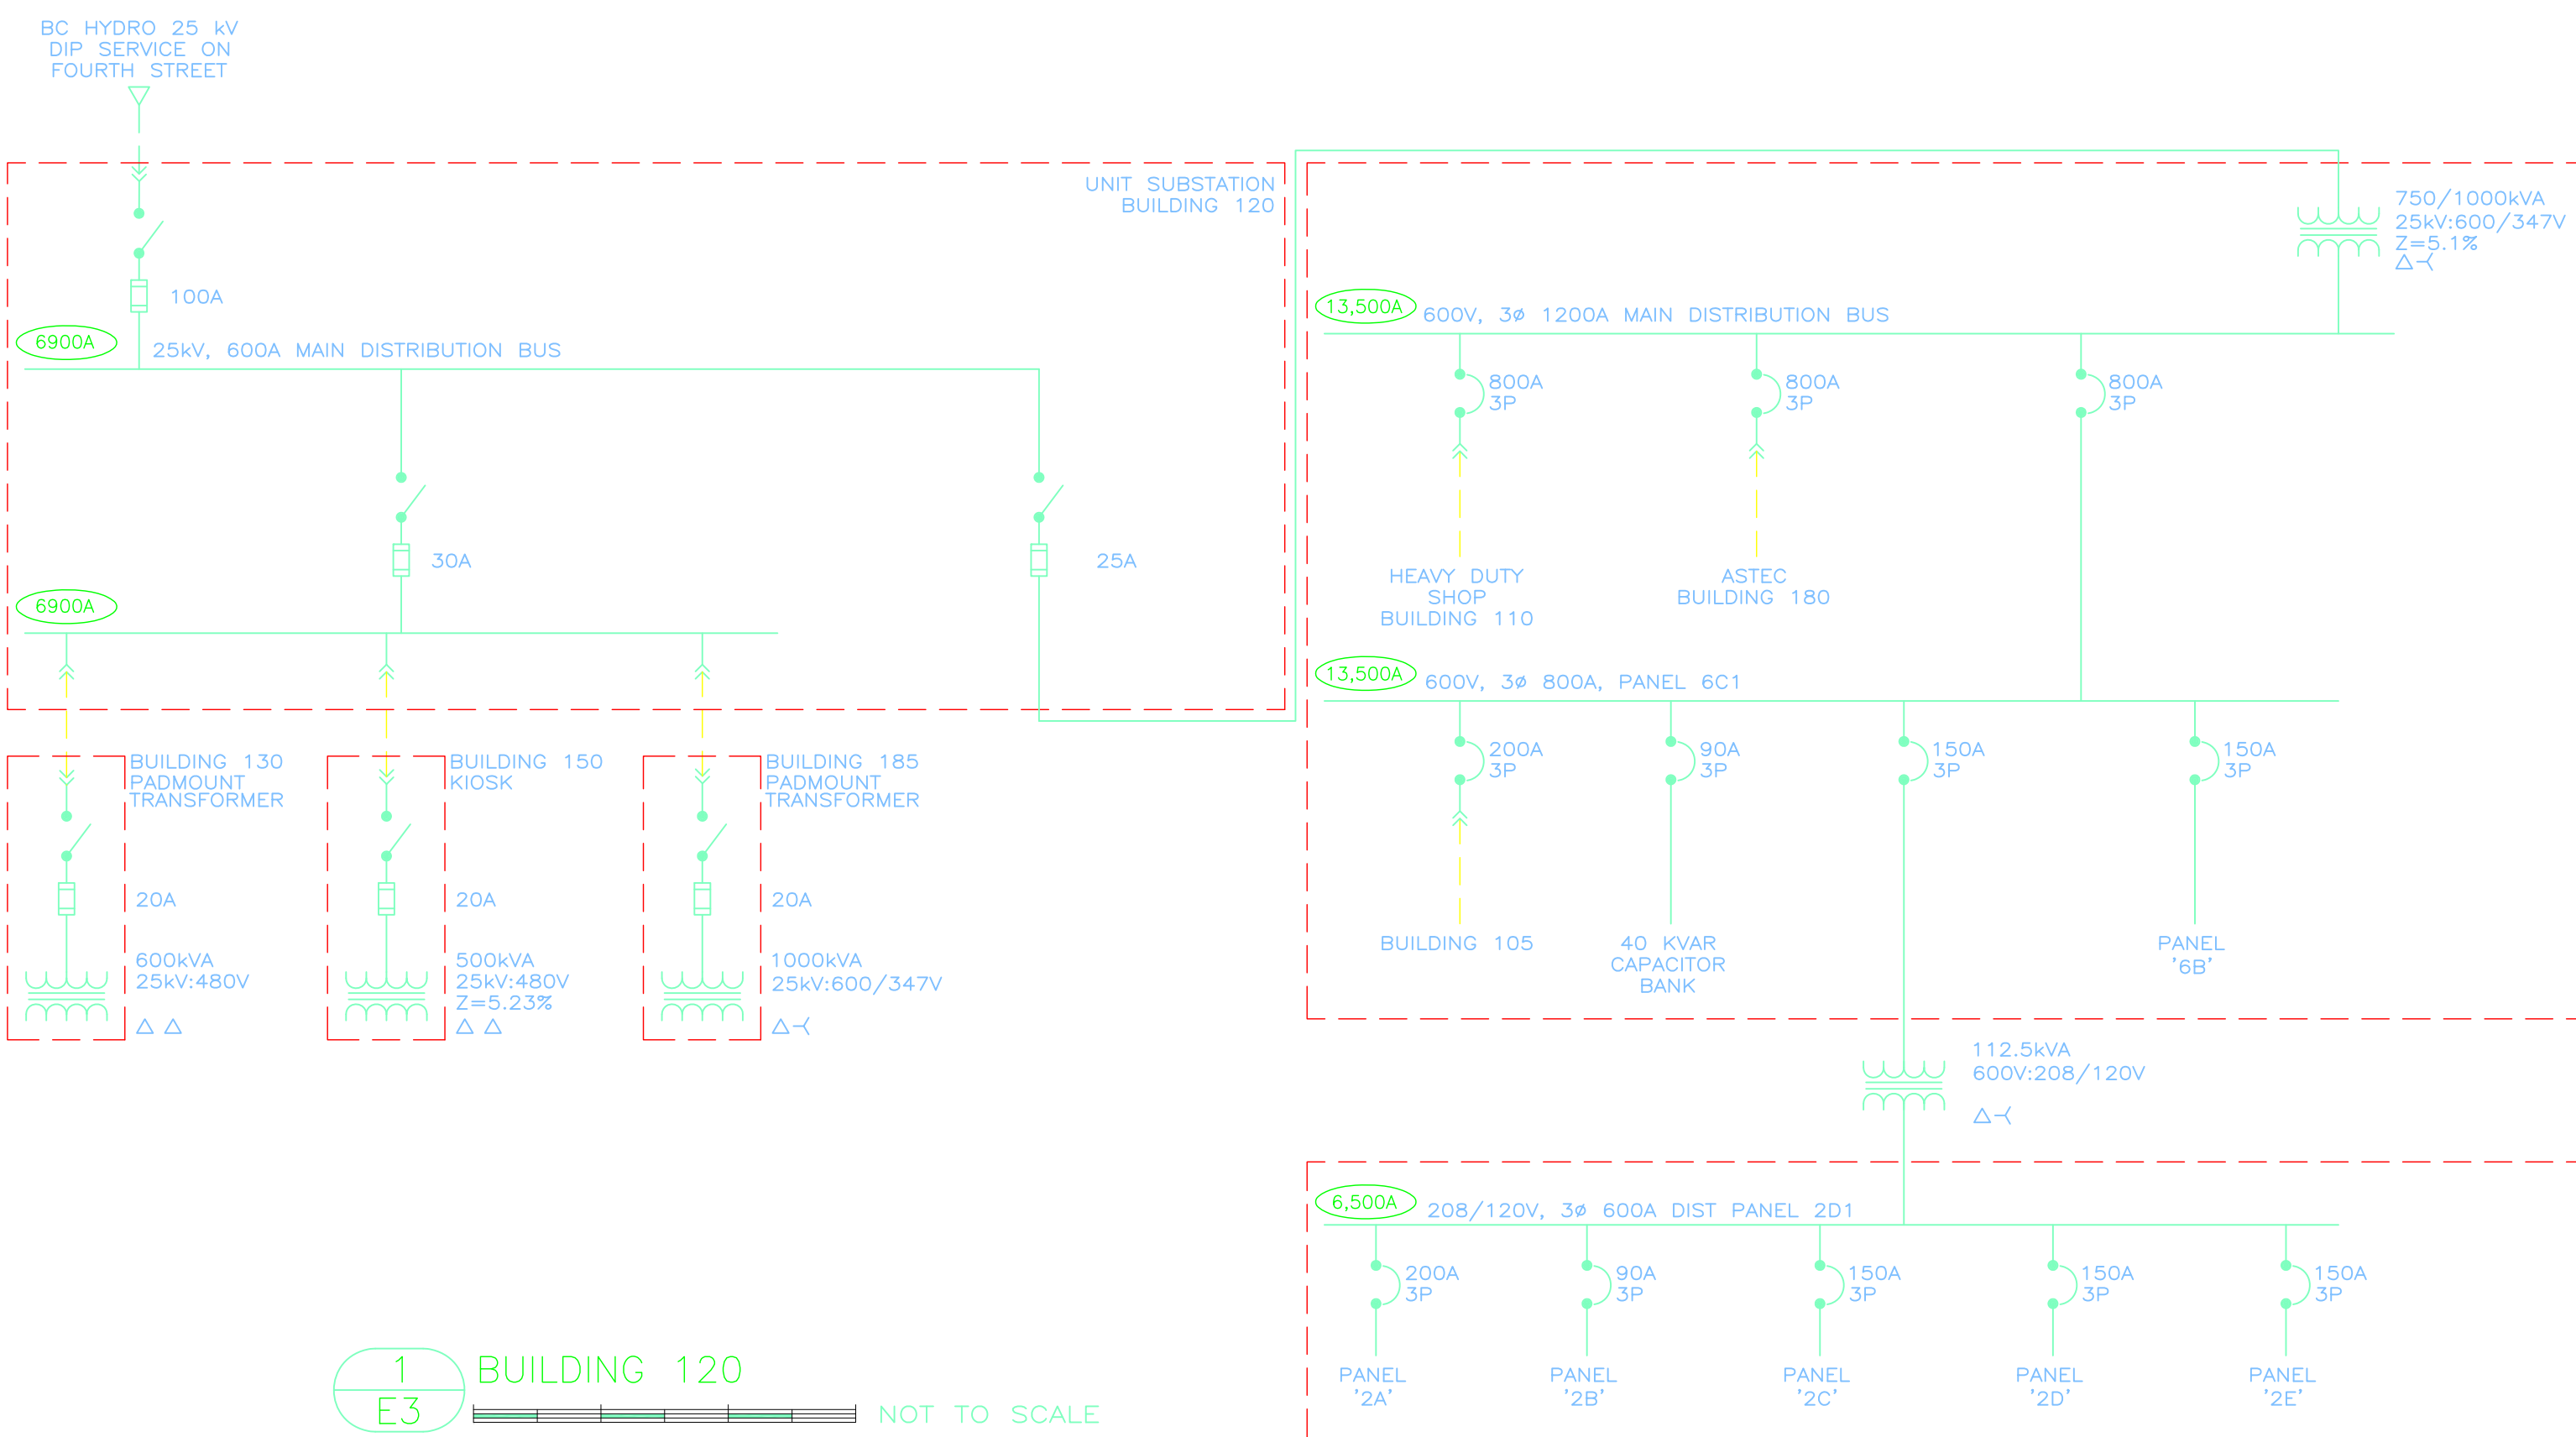 BC HYDRO 25 kV
DIP SERVICE ON
FOURTH STREET
UNIT SUBSTATION
BUILDING 120
100A
6900A
25kV, 600A MAIN DISTRIBUTION BUS
30A
25A
6900A
BUILDING 130
PADMOUNT
TRANSFORMER
20A
600kVA
25kV:480V
BUILDING 150
KIOSK
20A
500kVA
25kV:480V
Z=5.23%
BUILDING 185
PADMOUNT
TRANSFORMER
20A
1000kVA
25kV:600/347V
750/1000kVA
25kV:600/347V
Z=5.1%
13,500A
600V, 3ø 1200A MAIN DISTRIBUTION BUS
800A
3P
800A
3P
800A
3P
HEAVY DUTY
SHOP
BUILDING 110
ASTEC
BUILDING 180
13,500A
600V, 3ø 800A, PANEL 6C1
200A
3P
90A
3P
150A
3P
150A
3P
BUILDING 105
40 KVAR
CAPACITOR
BANK
PANEL
'6B'
112.5kVA
600V:208/120V
6,500A
208/120V, 3ø 600A DIST PANEL 2D1
200A
3P
90A
3P
150A
3P
150A
3P
150A
3P
PANEL
'2A'
PANEL
'2B'
PANEL
'2C'
PANEL
'2D'
PANEL
'2E'
1
E3
BUILDING 120
NOT TO SCALE